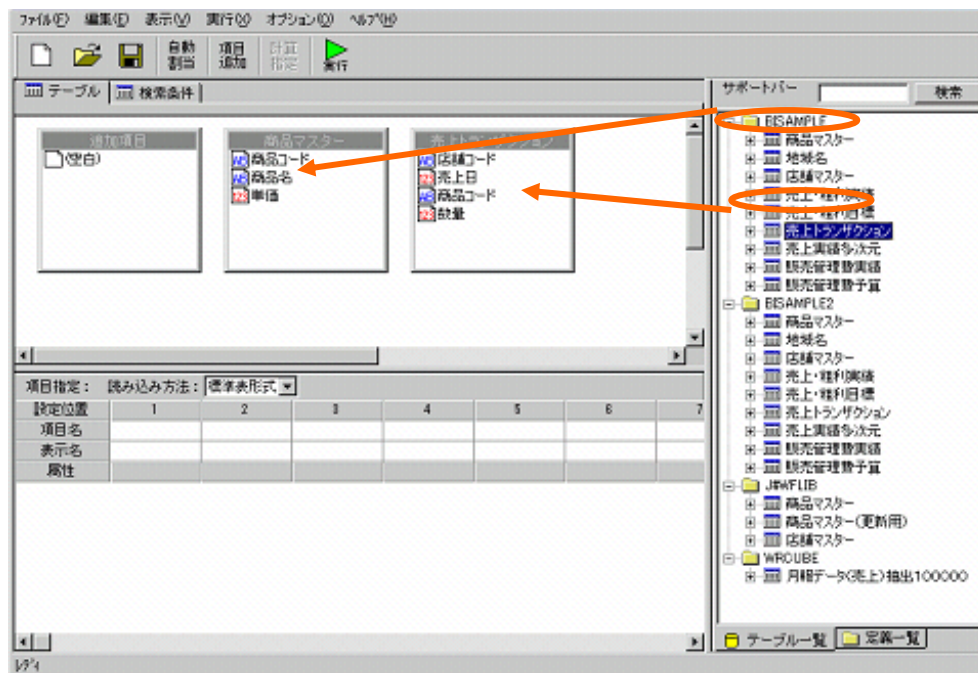 ファイル(F) 編集(E) 表示(V) 実行(X) オプション(O) ヘルプ(H)
自動割当 項目追加 計算指定 実行
テーブル 検索条件
追加項目
(空白)
商品マスター
商品コード
商品名
単価
売上トランザクション
店舗コード
売上日
商品コード
数量
項目指定： 読み込み方法： 標準表形式
設定位置 1 2 3 4 5 6 7
項目名
表示名
属性
レディ
サポートバー 検索
BISAMPLE
商品マスター
地域名
店舗マスター
売上・粗利実績
売上・粗利目標
売上トランザクション
売上実績多次元
販売管理費実績
販売管理費予算
BISAMPLE2
商品マスター
地域名
店舗マスター
売上・粗利実績
売上・粗利目標
売上トランザクション
売上実績多次元
販売管理費実績
販売管理費予算
J#WFLIB
商品マスター
商品マスター(更新用)
店舗マスター
WRCUBE
月報データ(売上)抽出100000
テーブル一覧 定義一覧